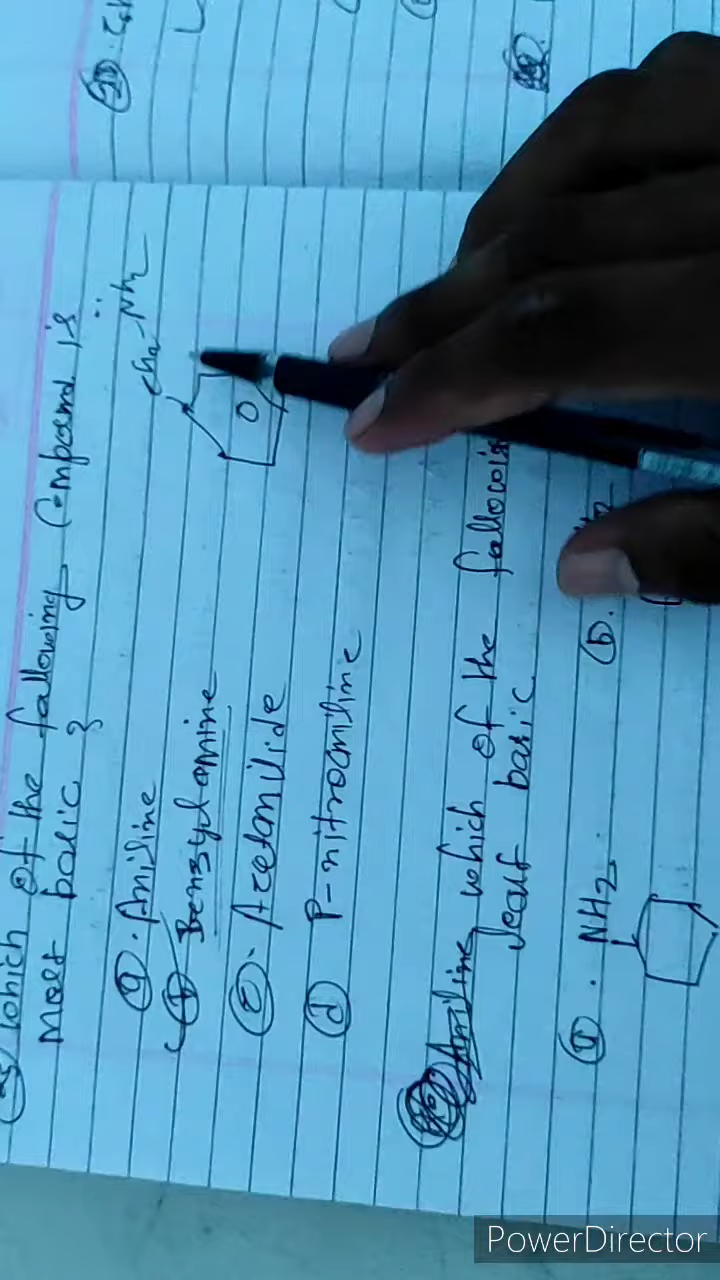 which of the following Compound is
Most basic ?
CH2-NH2
a. Aniline
b Benzylamine
c. Acetanilide
d P-nitroaniline
which of the fallowi
least basic
NH2
b.
PowerDirector